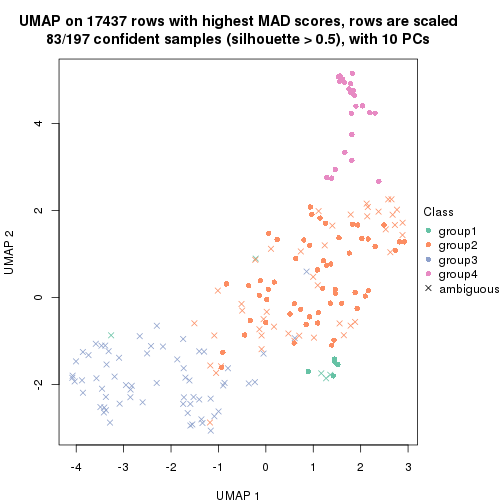 UMAP on 17437 rows with highest MAD scores, rows are scaled
83/197 confident samples (silhouette > 0.5), with 10 PCs
4
2
0
-2
UMAP 2
-4 -3 -2 -1 0 1 2 3
UMAP 1
Class
group1
group2
group3
group4
ambiguous